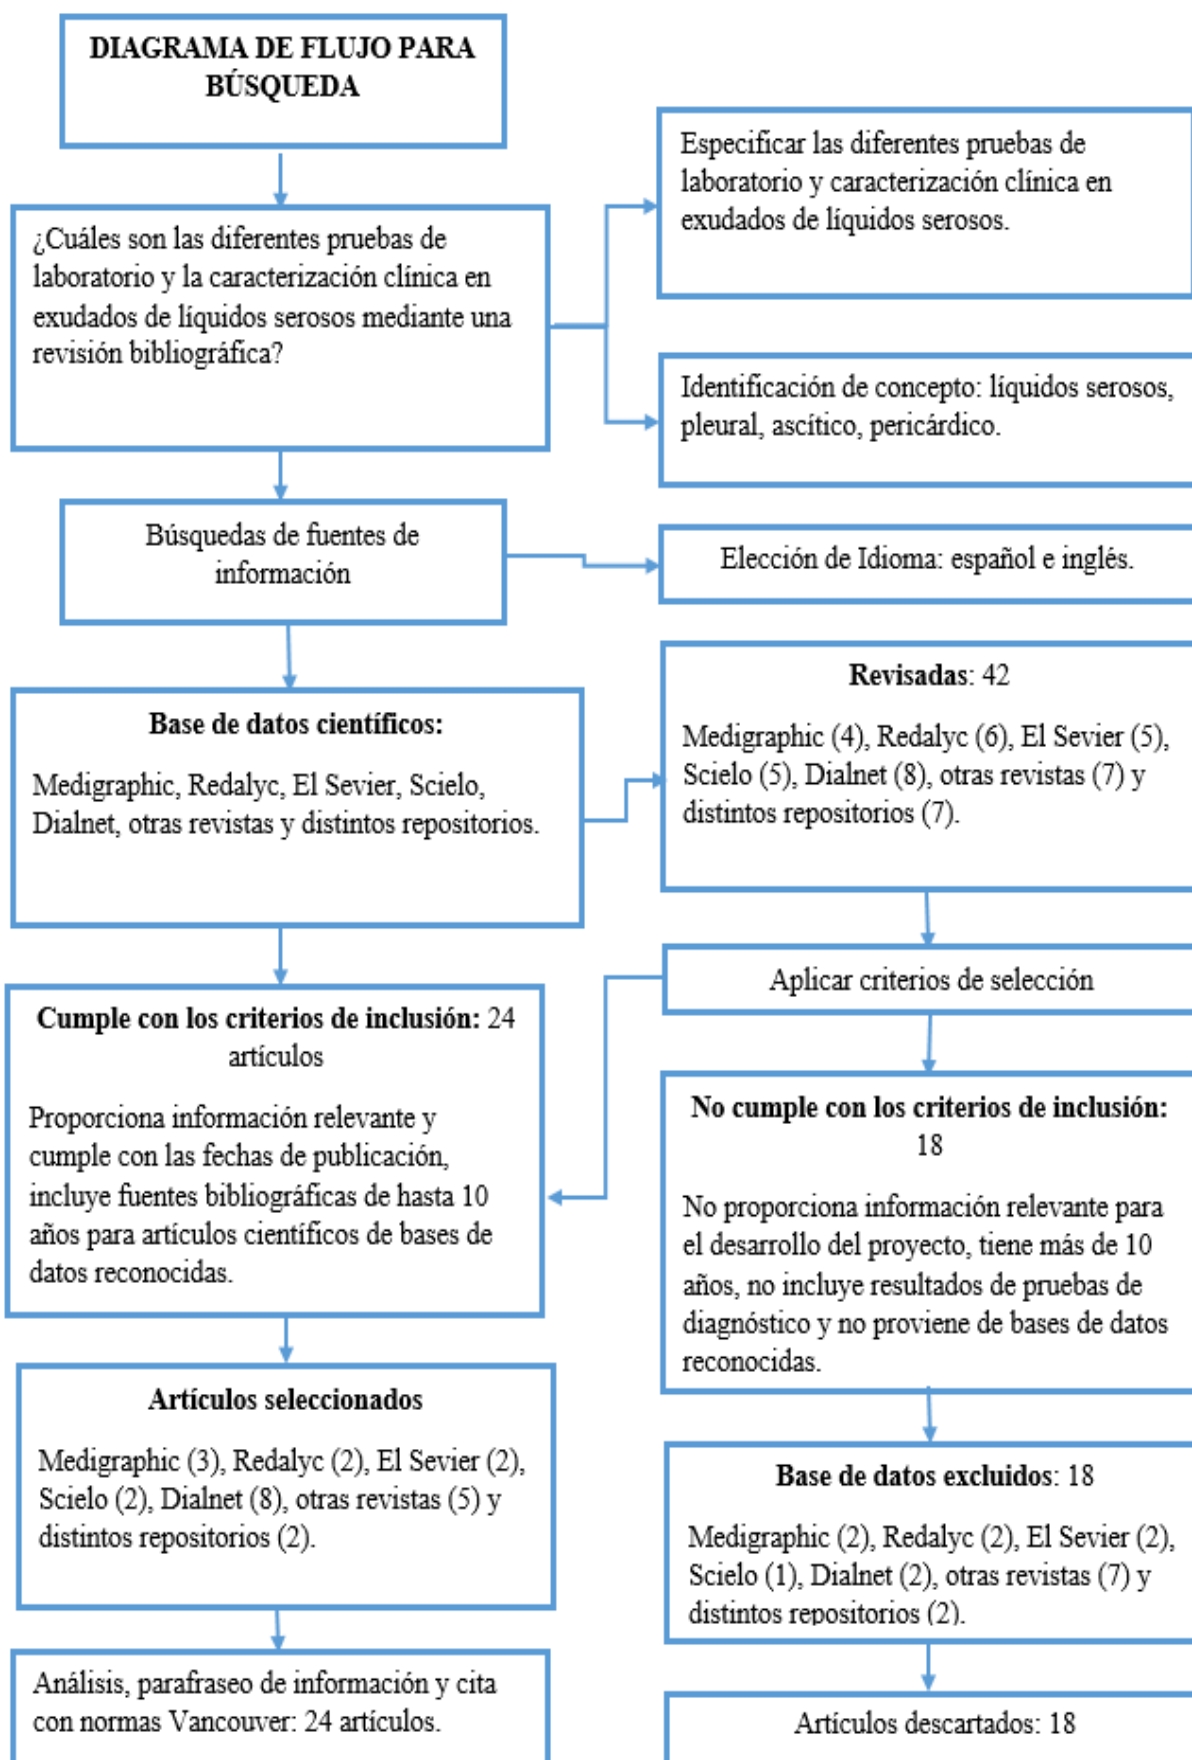 DIAGRAMA DE FLUJO PARA
BÚSQUEDA
¿Cuáles son las diferentes pruebas de
laboratorio y la caracterización clínica en
exudados de líquidos serosos mediante una
revisión bibliográfica?
Especificar las diferentes pruebas de
laboratorio y caracterización clínica en
exudados de líquidos serosos.
Identificación de concepto: líquidos serosos,
pleural, ascítico, pericárdico.
Búsquedas de fuentes de
información
Elección de Idioma: español e inglés.
Base de datos científicos:
Medigraphic, Redalyc, El Sevier, Scielo,
Dialnet, otras revistas y distintos repositorios.
Revisadas: 42
Medigraphic (4), Redalyc (6), El Sevier (5),
Scielo (5), Dialnet (8), otras revistas (7) y
distintos repositorios (7).
Aplicar criterios de selección
Cumple con los criterios de inclusión: 24
artículos
Proporciona información relevante y
cumple con las fechas de publicación,
incluye fuentes bibliográficas de hasta 10
años para artículos científicos de bases de
datos reconocidas.
No cumple con los criterios de inclusión:
18
No proporciona información relevante para
el desarrollo del proyecto, tiene más de 10
años, no incluye resultados de pruebas de
diagnóstico y no proviene de bases de datos
reconocidas.
Artículos seleccionados
Medigraphic (3), Redalyc (2), El Sevier (2),
Scielo (2), Dialnet (8), otras revistas (5) y
distintos repositorios (2).
Base de datos excluidos: 18
Medigraphic (2), Redalyc (2), El Sevier (2),
Scielo (1), Dialnet (2), otras revistas (7) y
distintos repositorios (2).
Análisis, parafraseo de información y cita
con normas Vancouver: 24 artículos.
Artículos descartados: 18